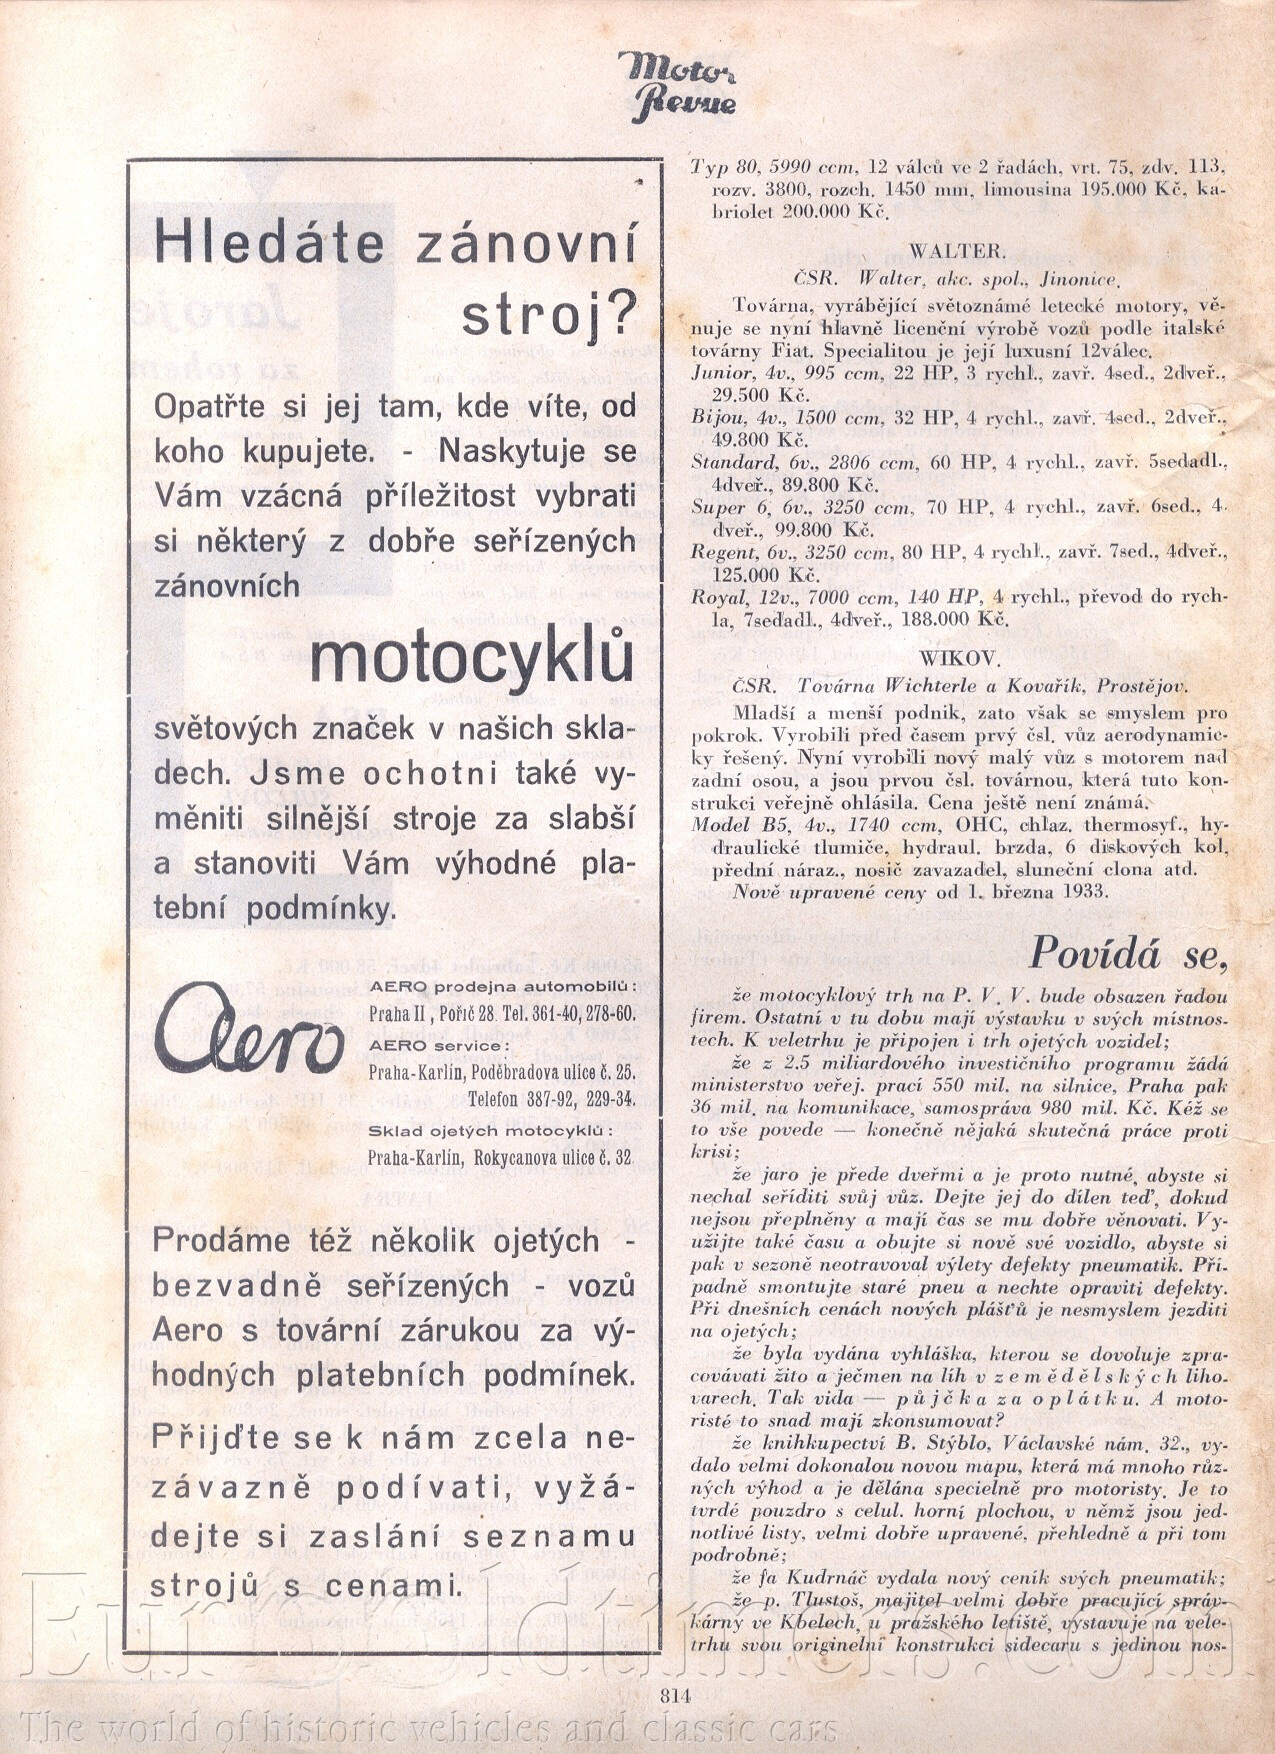 Motor
Revue
Hledáte zánovní
stroj?
Opatřte si jej tam, kde víte, od
koho kupujete. - Naskytuje se
Vám vzácná příležitost vybrati
si některý z dobře seřízených
zánovních
motocyklů
světových značek v našich skla-
dech. Jsme ochotni také vy-
měniti silnější stroje za slabší
a stanoviti Vám výhodné pla-
tební podmínky.
Aero
AERO prodejna automobilů:
Praha II, Poříč 28. Tel. 361-40, 278-60.
AERO service:
Praha-Karlín, Poděbradova ulice č. 25.
Telefon 387-92, 229-34.
Sklad ojetých motocyklů:
Praha-Karlín, Rokycanova ulice č. 32
Prodáme též několik ojetých -
bezvadně seřízených - vozů
Aero s tovární zárukou za vý-
hodných platebních podmínek.
Přijďte se k nám zcela ne-
závazně podívati, vyžá-
dejte si zaslání seznamu
strojů s cenami.
Typ 80, 5990 ccm, 12 válců ve 2 řadách, vrt. 75, zdv. 113,
rozv. 3800, rozch. 1450 mm, limousina 195.000 Kč, ka-
briolet 200.000 Kč.
WALTER.
ČSR. Walter, akc. spol., Jinonice.
Továrna, vyrábějící světoznámé letecké motory, vě-
nuje se nyní hlavně licenční výrobě vozů podle italské
továrny Fiat. Specialitou je její luxusní 12válec.
Junior, 4v., 995 ccm, 22 HP, 3 rychl., zavř. 4sed., 2dveř.,
29.500 Kč.
Bijou, 4v., 1500 ccm, 32 HP, 4 rychl., zavř. 4sed., 2dveř.,
49.800 Kč.
Standard, 6v., 2806 ccm, 60 HP, 4 rychl., zavř. 5sedadl.,
4dveř., 89.800 Kč.
Super 6, 6v., 3250 ccm, 70 HP, 4 rychl., zavř. 6sed., 4-
dveř., 99.800 Kč.
Regent, 6v., 3250 ccm, 80 HP, 4 rychl., zavř. 7sed., 4dveř.,
125.000 Kč.
Royal, 12v., 7000 ccm, 140 HP, 4 rychl., převod do rych-
la, 7sedadl., 4dveř., 188.000 Kč.
WIKOV.
ČSR. Továrna Wichterle a Kovařík, Prostějov.
Mladší a menší podnik, zato však se smyslem pro
pokrok. Vyrobili před časem prvý čsl. vůz aerodynamic-
ky řešený. Nyní vyrobili nový malý vůz s motorem nad
zadní osou, a jsou prvou čsl. továrnou, která tuto kon-
strukci veřejně ohlásila. Cena ještě není známá.
Model B5, 4v., 1740 ccm, OHC, chlaz. thermosyf., hy-
draulické tlumiče, hydraul. brzda, 6 diskových kol,
přední náraz., nosič zavazadel, sluneční clona atd.
Nově upravené ceny od 1. března 1933.
Povídá se,
že motocyklový trh na P. V. V. bude obsazen řadou
firem. Ostatní v tu dobu mají výstavku v svých místnos-
tech. K veletrhu je připojen i trh ojetých vozidel;
že z 2.5 miliardového investičního programu žádá
ministerstvo veřej. prací 550 mil. na silnice, Praha pak
36 mil. na komunikace, samospráva 980 mil. Kč. Kéž se
to vše povede — konečně nějaká skutečná práce proti
krisi;
že jaro je přede dveřmi a je proto nutné, abyste si
nechal seříditi svůj vůz. Dejte jej do dílen teď, dokud
nejsou přeplněny a mají čas se mu dobře věnovati. Vy-
užijte také času a obujte si nově své vozidlo, abyste si
pak v sezoně neotravoval výlety defekty pneumatik. Pří-
padně smontujte staré pneu a nechte opraviti defekty.
Při dnešních cenách nových plášťů je nesmyslem jezditi
na ojetých;
že byla vydána vyhláška, kterou se dovoluje zpra-
covávati žito a ječmen na líh v zemědělských liho-
varech. Tak vida — půjčka za oplátku. A moto-
risté to snad mají zkonsumovat?
že knihkupectví B. Stýblo, Václavské nám. 32., vy-
dalo velmi dokonalou novou mapu, která má mnoho růz-
ných výhod a je dělána specielně pro motoristy. Je to
tvrdé pouzdro s celul. horní plochou, v němž jsou jed-
notlivé listy, velmi dobře upravené, přehledně a při tom
podrobně;
že fa Kudrnáč vydala nový ceník svých pneumatik;
že p. Tlustoš, majitel velmi dobře pracující správ-
kárny ve Kbelech, u pražského letiště, vystavuje na vele-
trhu svou originelní konstrukci sidecaru s jedinou nos-
814
EuroOldtimers.com
The world of historic vehicles and classic cars